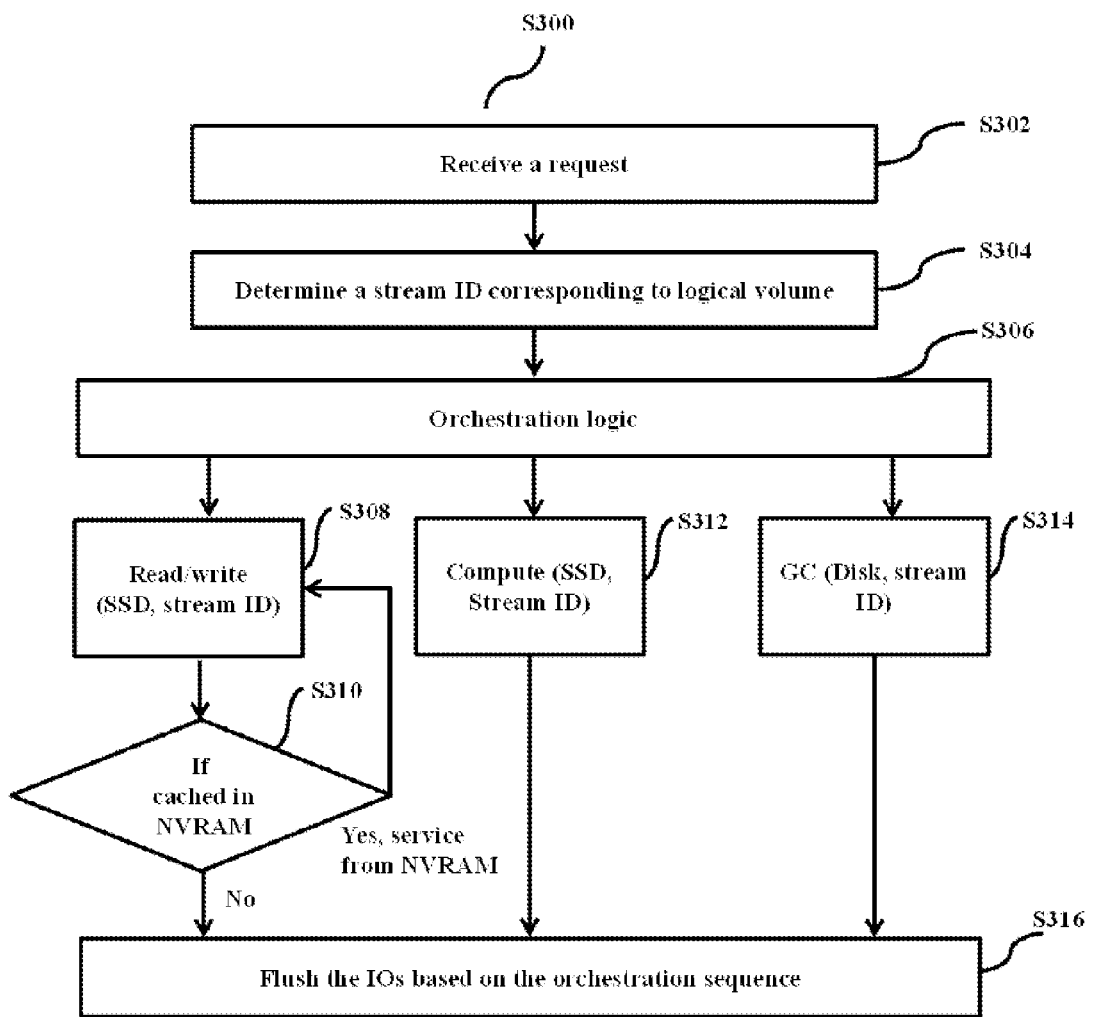 S300
S302
Receive a request
S304
Determine a stream ID corresponding to logical volume
S306
Orchestration logic
S308
Read/write
(SSD, stream ID)
S312
Compute (SSD,
Stream ID)
S314
GC (Disk, stream
ID)
S310
If
cached in
NVRAM
Yes, service
from NVRAM
No
S316
Flush the IOs based on the orchestration sequence